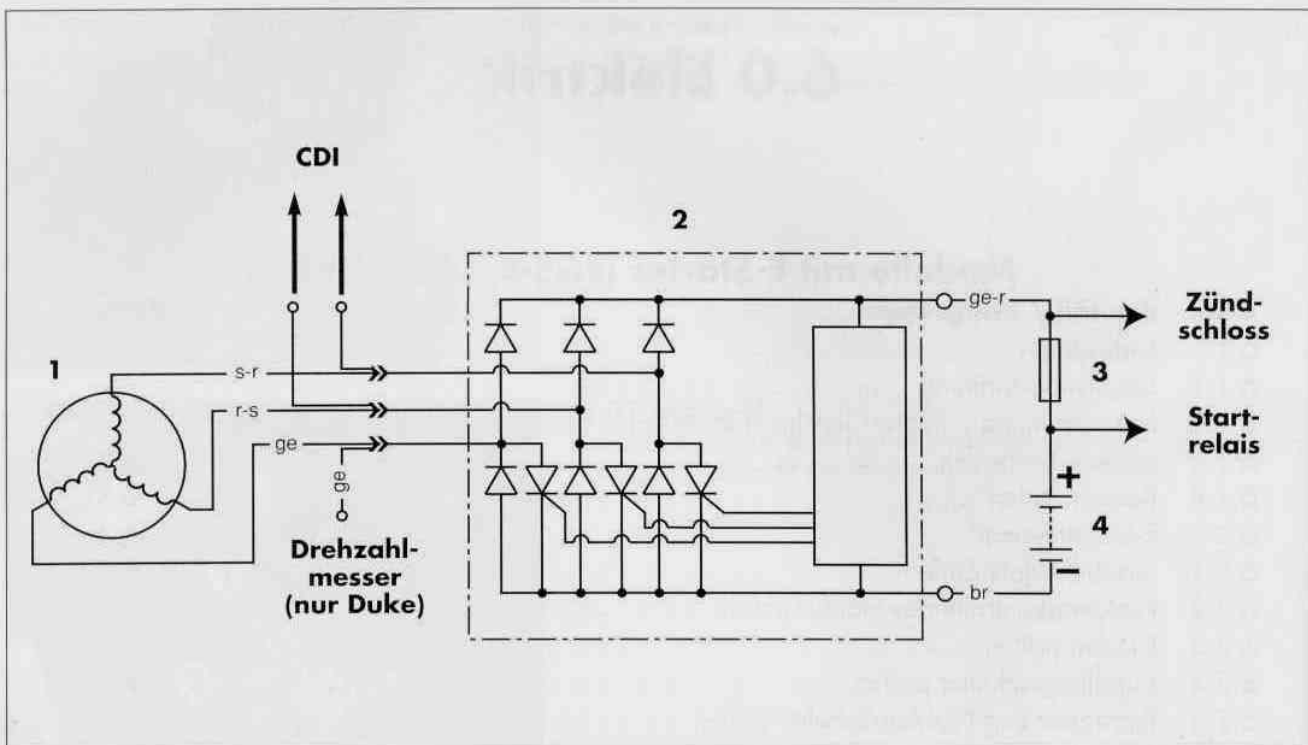 CDI
2
ge-r
Zünd-
schloss
1
s-r
3
r-s
Start-
relais
ge
ge
+
4
Drehzahl-
messer
(nur Duke)
−
br